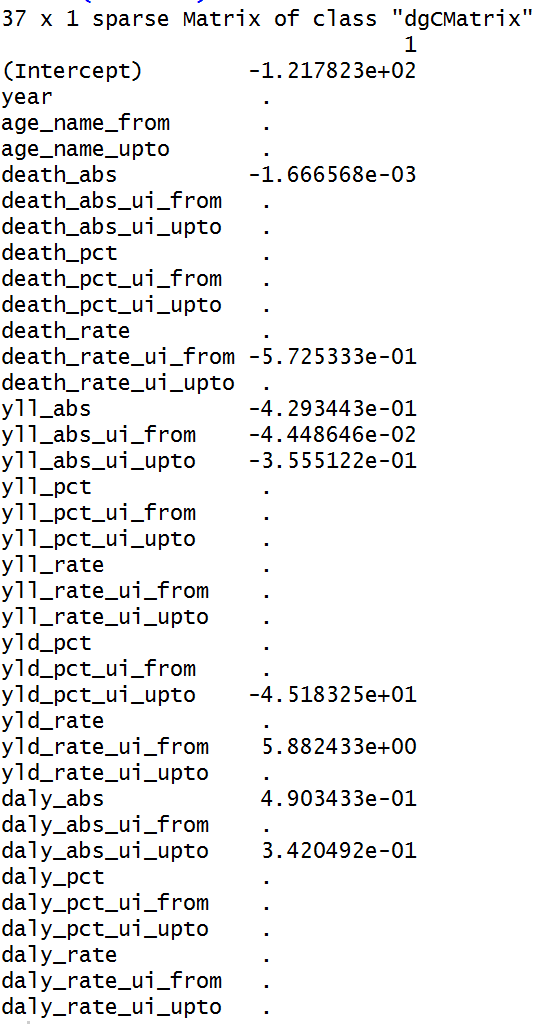 37 x 1 sparse Matrix of class "dgCMatrix"
1
(Intercept) -1.217823e+02
year .
age_name_from .
age_name_upto .
death_abs -1.666568e-03
death_abs_ui_from .
death_abs_ui_upto .
death_pct .
death_pct_ui_from .
death_pct_ui_upto .
death_rate .
death_rate_ui_from -5.725333e-01
death_rate_ui_upto .
yll_abs -4.293443e-01
yll_abs_ui_from -4.448646e-02
yll_abs_ui_upto -3.555122e-01
yll_pct .
yll_pct_ui_from .
yll_pct_ui_upto .
yll_rate .
yll_rate_ui_from .
yll_rate_ui_upto .
yld_pct .
yld_pct_ui_from .
yld_pct_ui_upto -4.518325e+01
yld_rate .
yld_rate_ui_from 5.882433e+00
yld_rate_ui_upto .
daly_abs 4.903433e-01
daly_abs_ui_from .
daly_abs_ui_upto 3.420492e-01
daly_pct .
daly_pct_ui_from .
daly_pct_ui_upto .
daly_rate .
daly_rate_ui_from .
daly_rate_ui_upto .